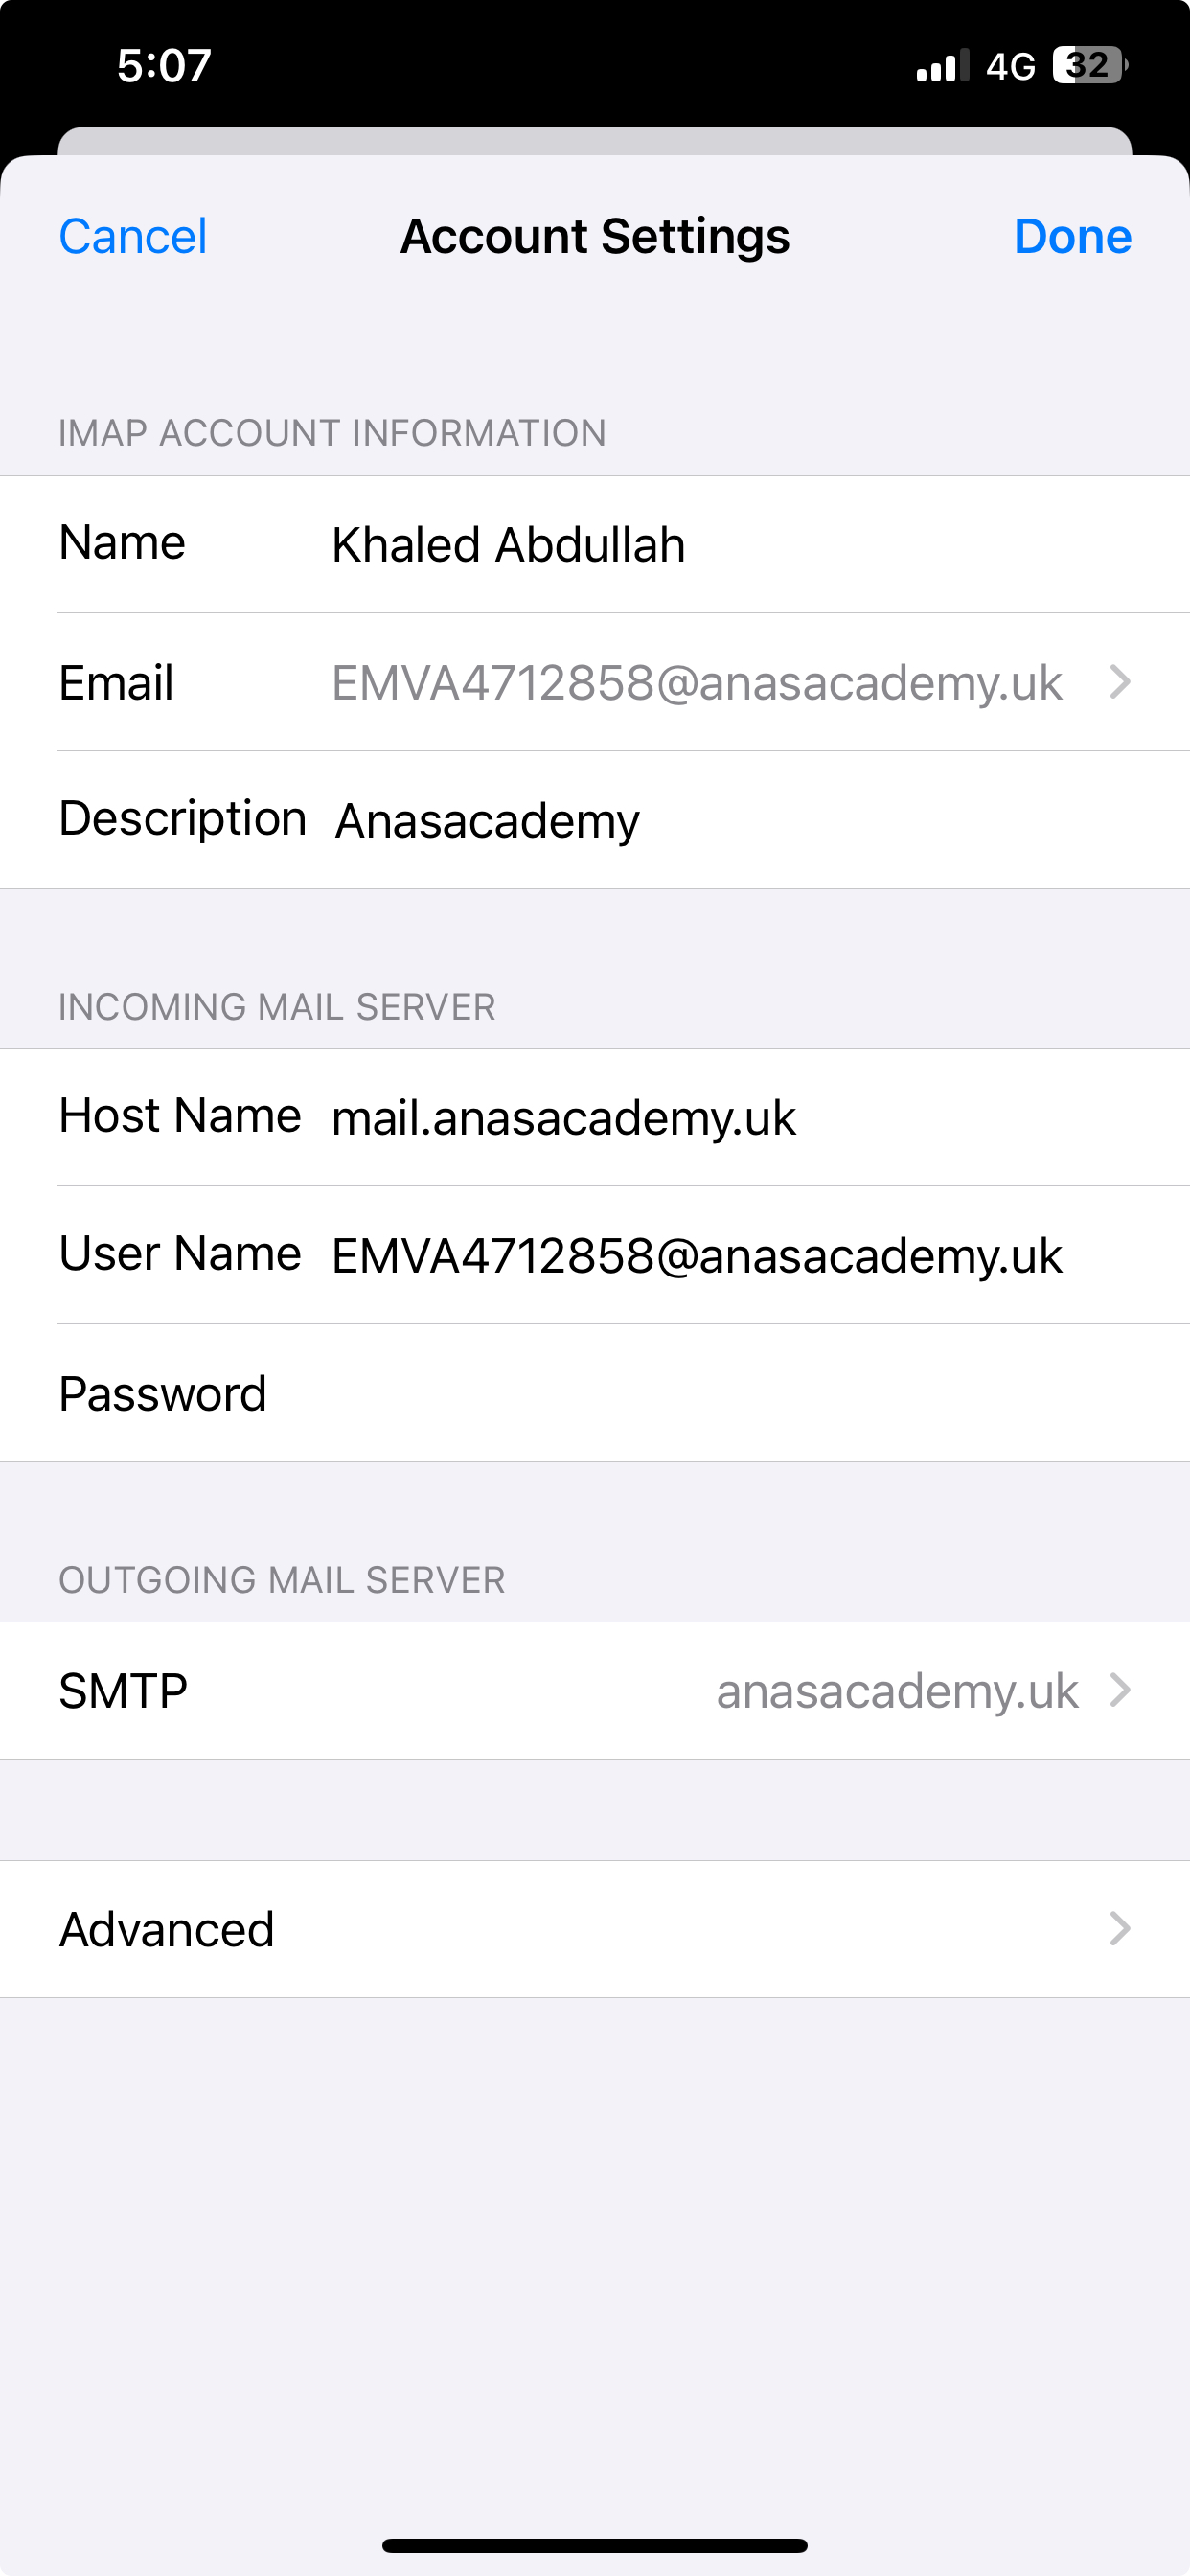 5:07 4G 32
Cancel Account Settings Done
IMAP ACCOUNT INFORMATION
Name Khaled Abdullah
Email EMVA4712858@anasacademy.uk
Description Anasacademy
INCOMING MAIL SERVER
Host Name mail.anasacademy.uk
User Name EMVA4712858@anasacademy.uk
Password
OUTGOING MAIL SERVER
SMTP anasacademy.uk
Advanced